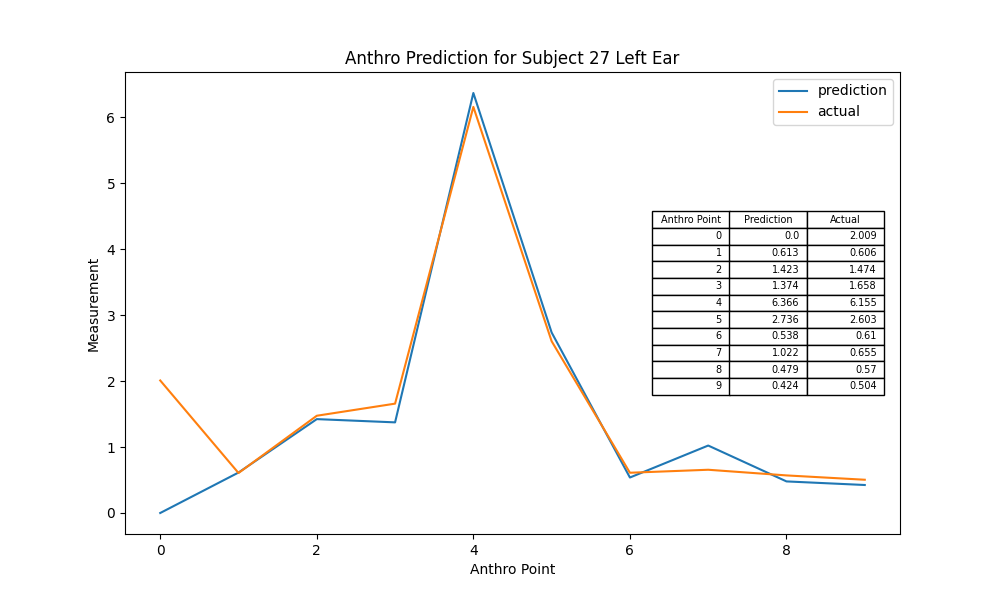 Anthro Prediction for Subject 27 Left Ear
prediction
actual
6
5
4
3
2
1
0
Measurement
Anthro Point Prediction Actual
0 0.0 2.009
1 0.613 0.606
2 1.423 1.474
3 1.374 1.658
4 6.366 6.155
5 2.736 2.603
6 0.538 0.61
7 1.022 0.655
8 0.479 0.57
9 0.424 0.504
0 2 4 6 8
Anthro Point